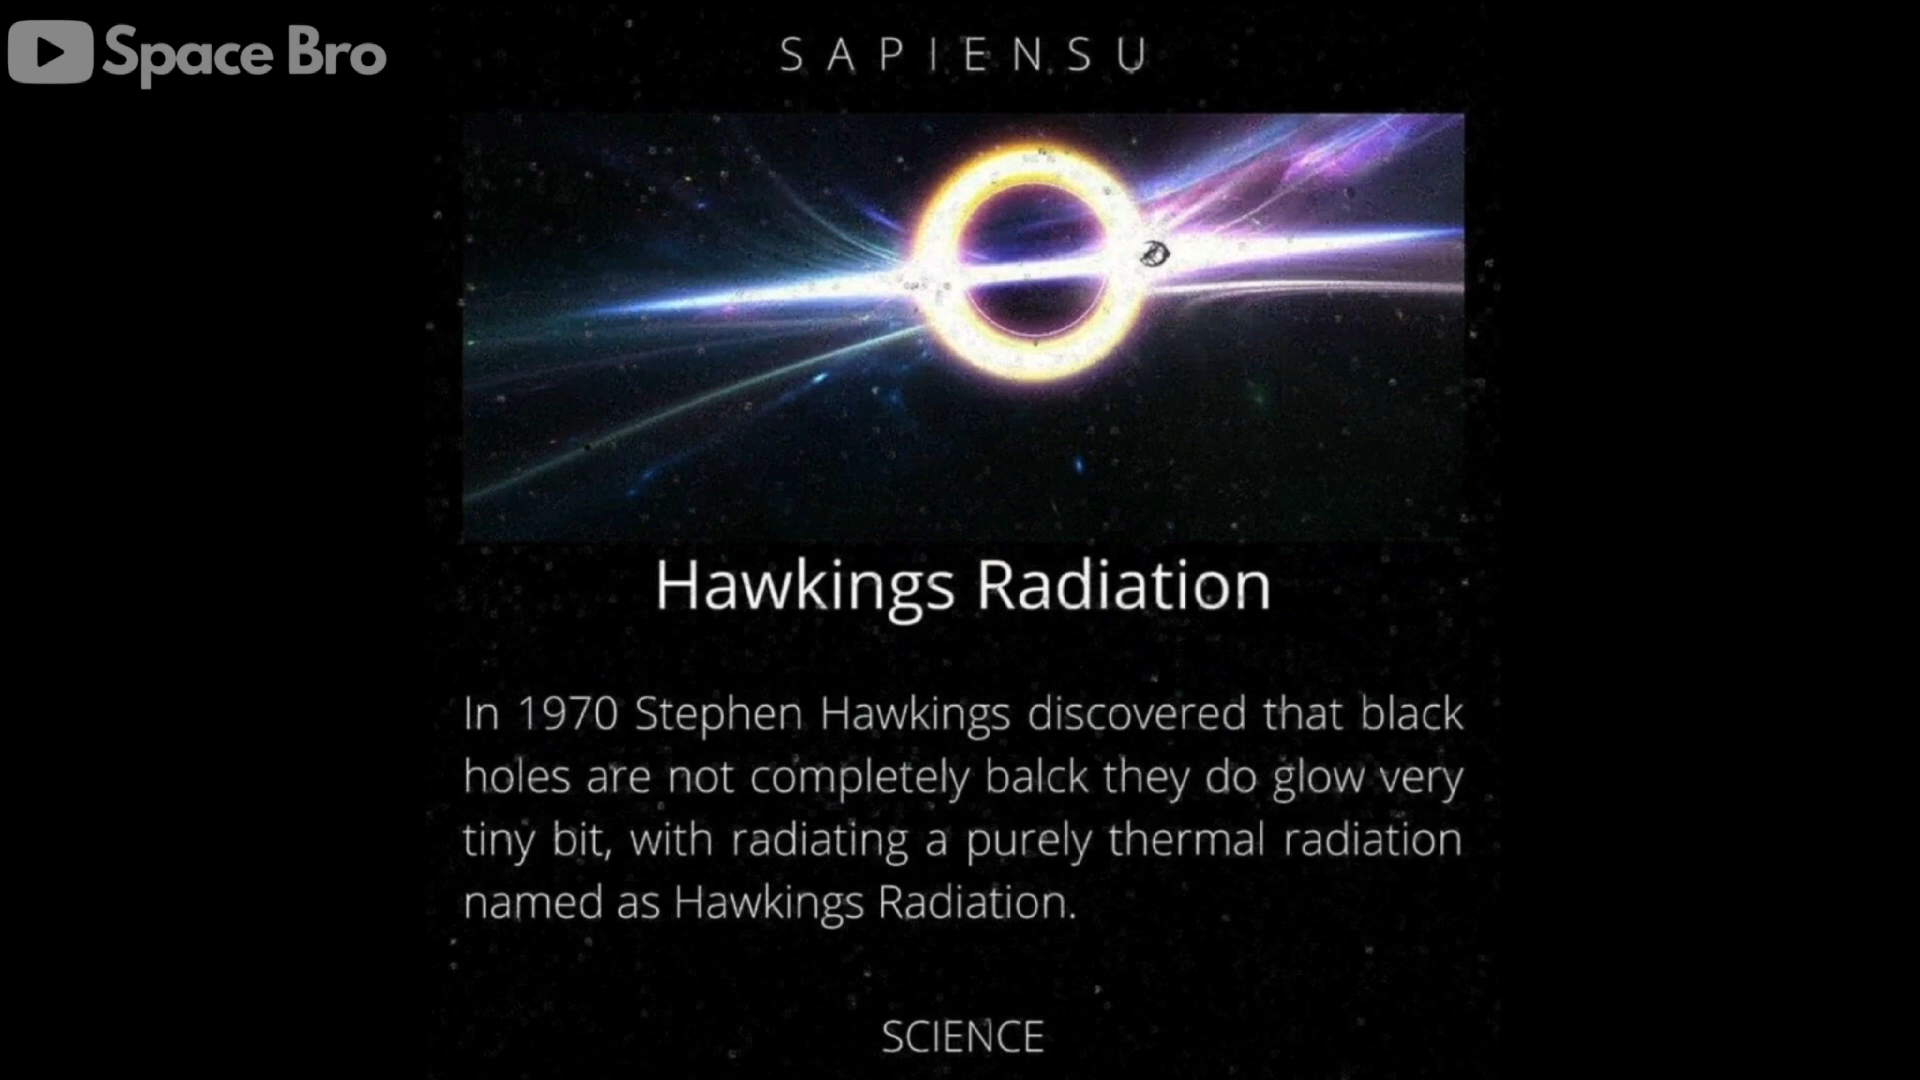 Space Bro
SAPIENSU
Hawkings Radiation
In 1970 Stephen Hawkings discovered that black
holes are not completely balck they do glow very
tiny bit, with radiating a purely thermal radiation
named as Hawkings Radiation.
SCIENCE